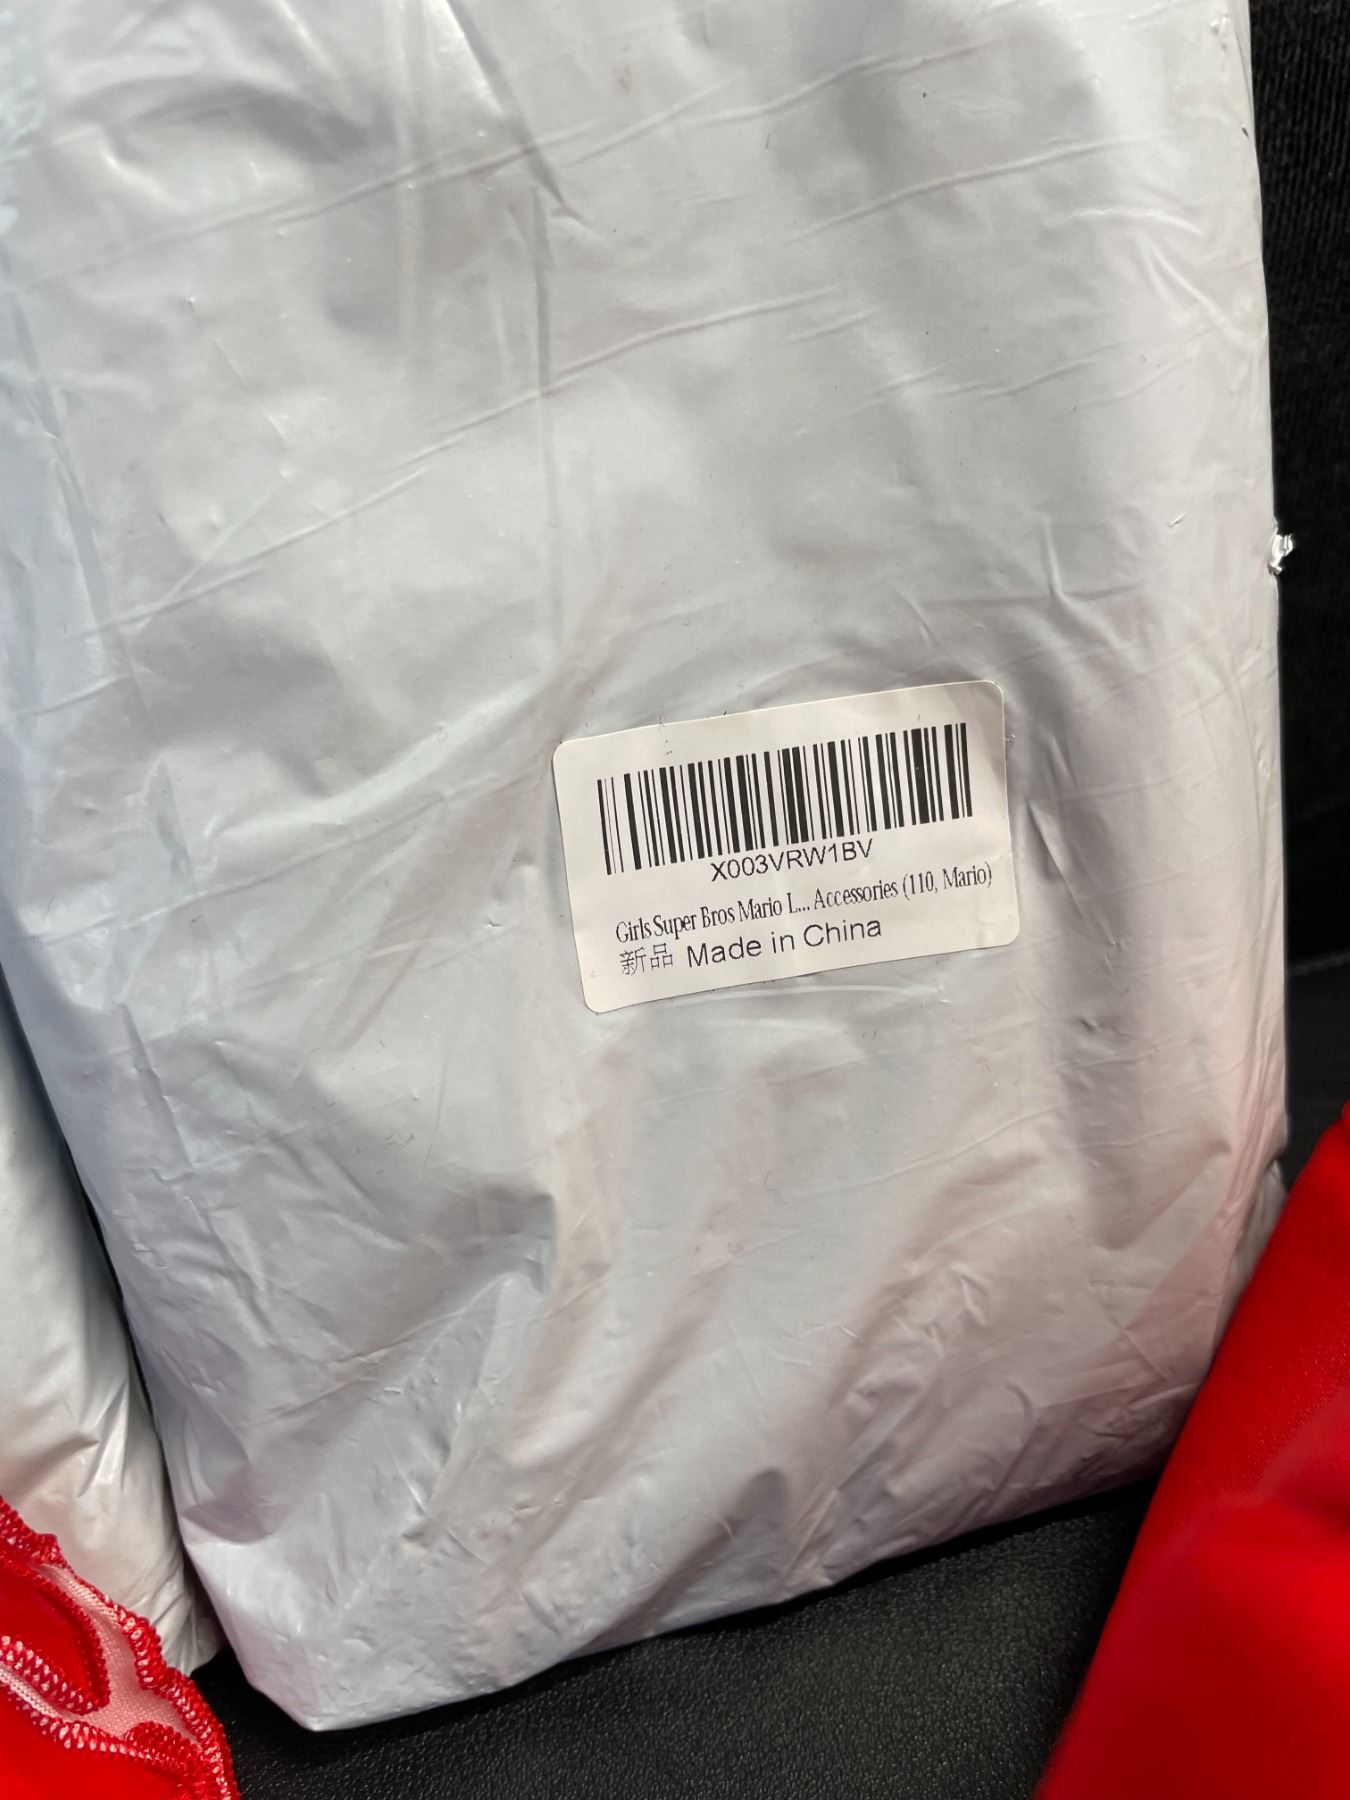 X003VRW1BV
Girls Super Bros Mario L... Accessories (110, Mario)
新品 Made in China